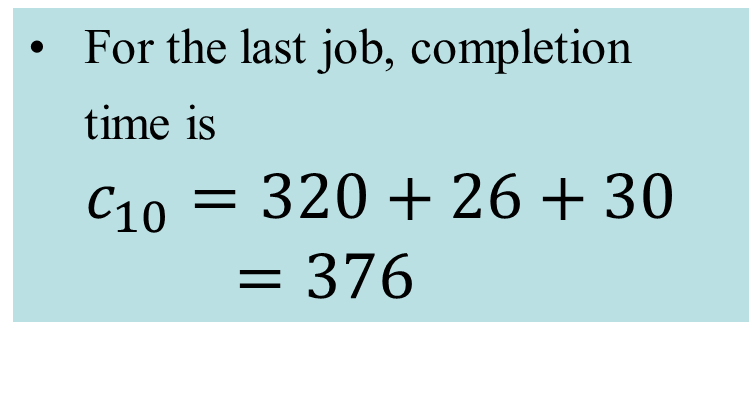 • For the last job, completion
time is
𝑐₁₀ = 320 + 26 + 30
= 376